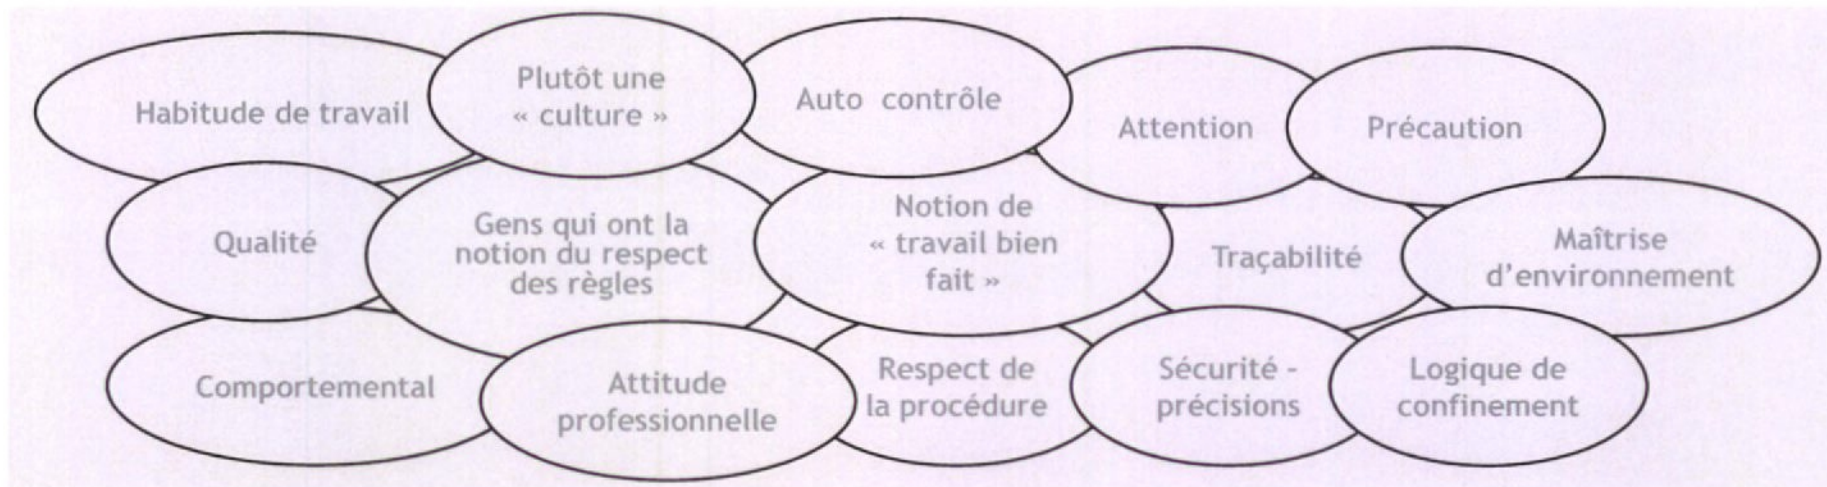 Habitude de travail
Plutôt une
« culture »
Auto contrôle
Attention
Précaution
Qualité
Gens qui ont la
notion du respect
des règles
Notion de
« travail bien
fait »
Traçabilité
Maîtrise
d'environnement
Comportemental
Attitude
professionnelle
Respect de
la procédure
Sécurité -
précisions
Logique de
confinement